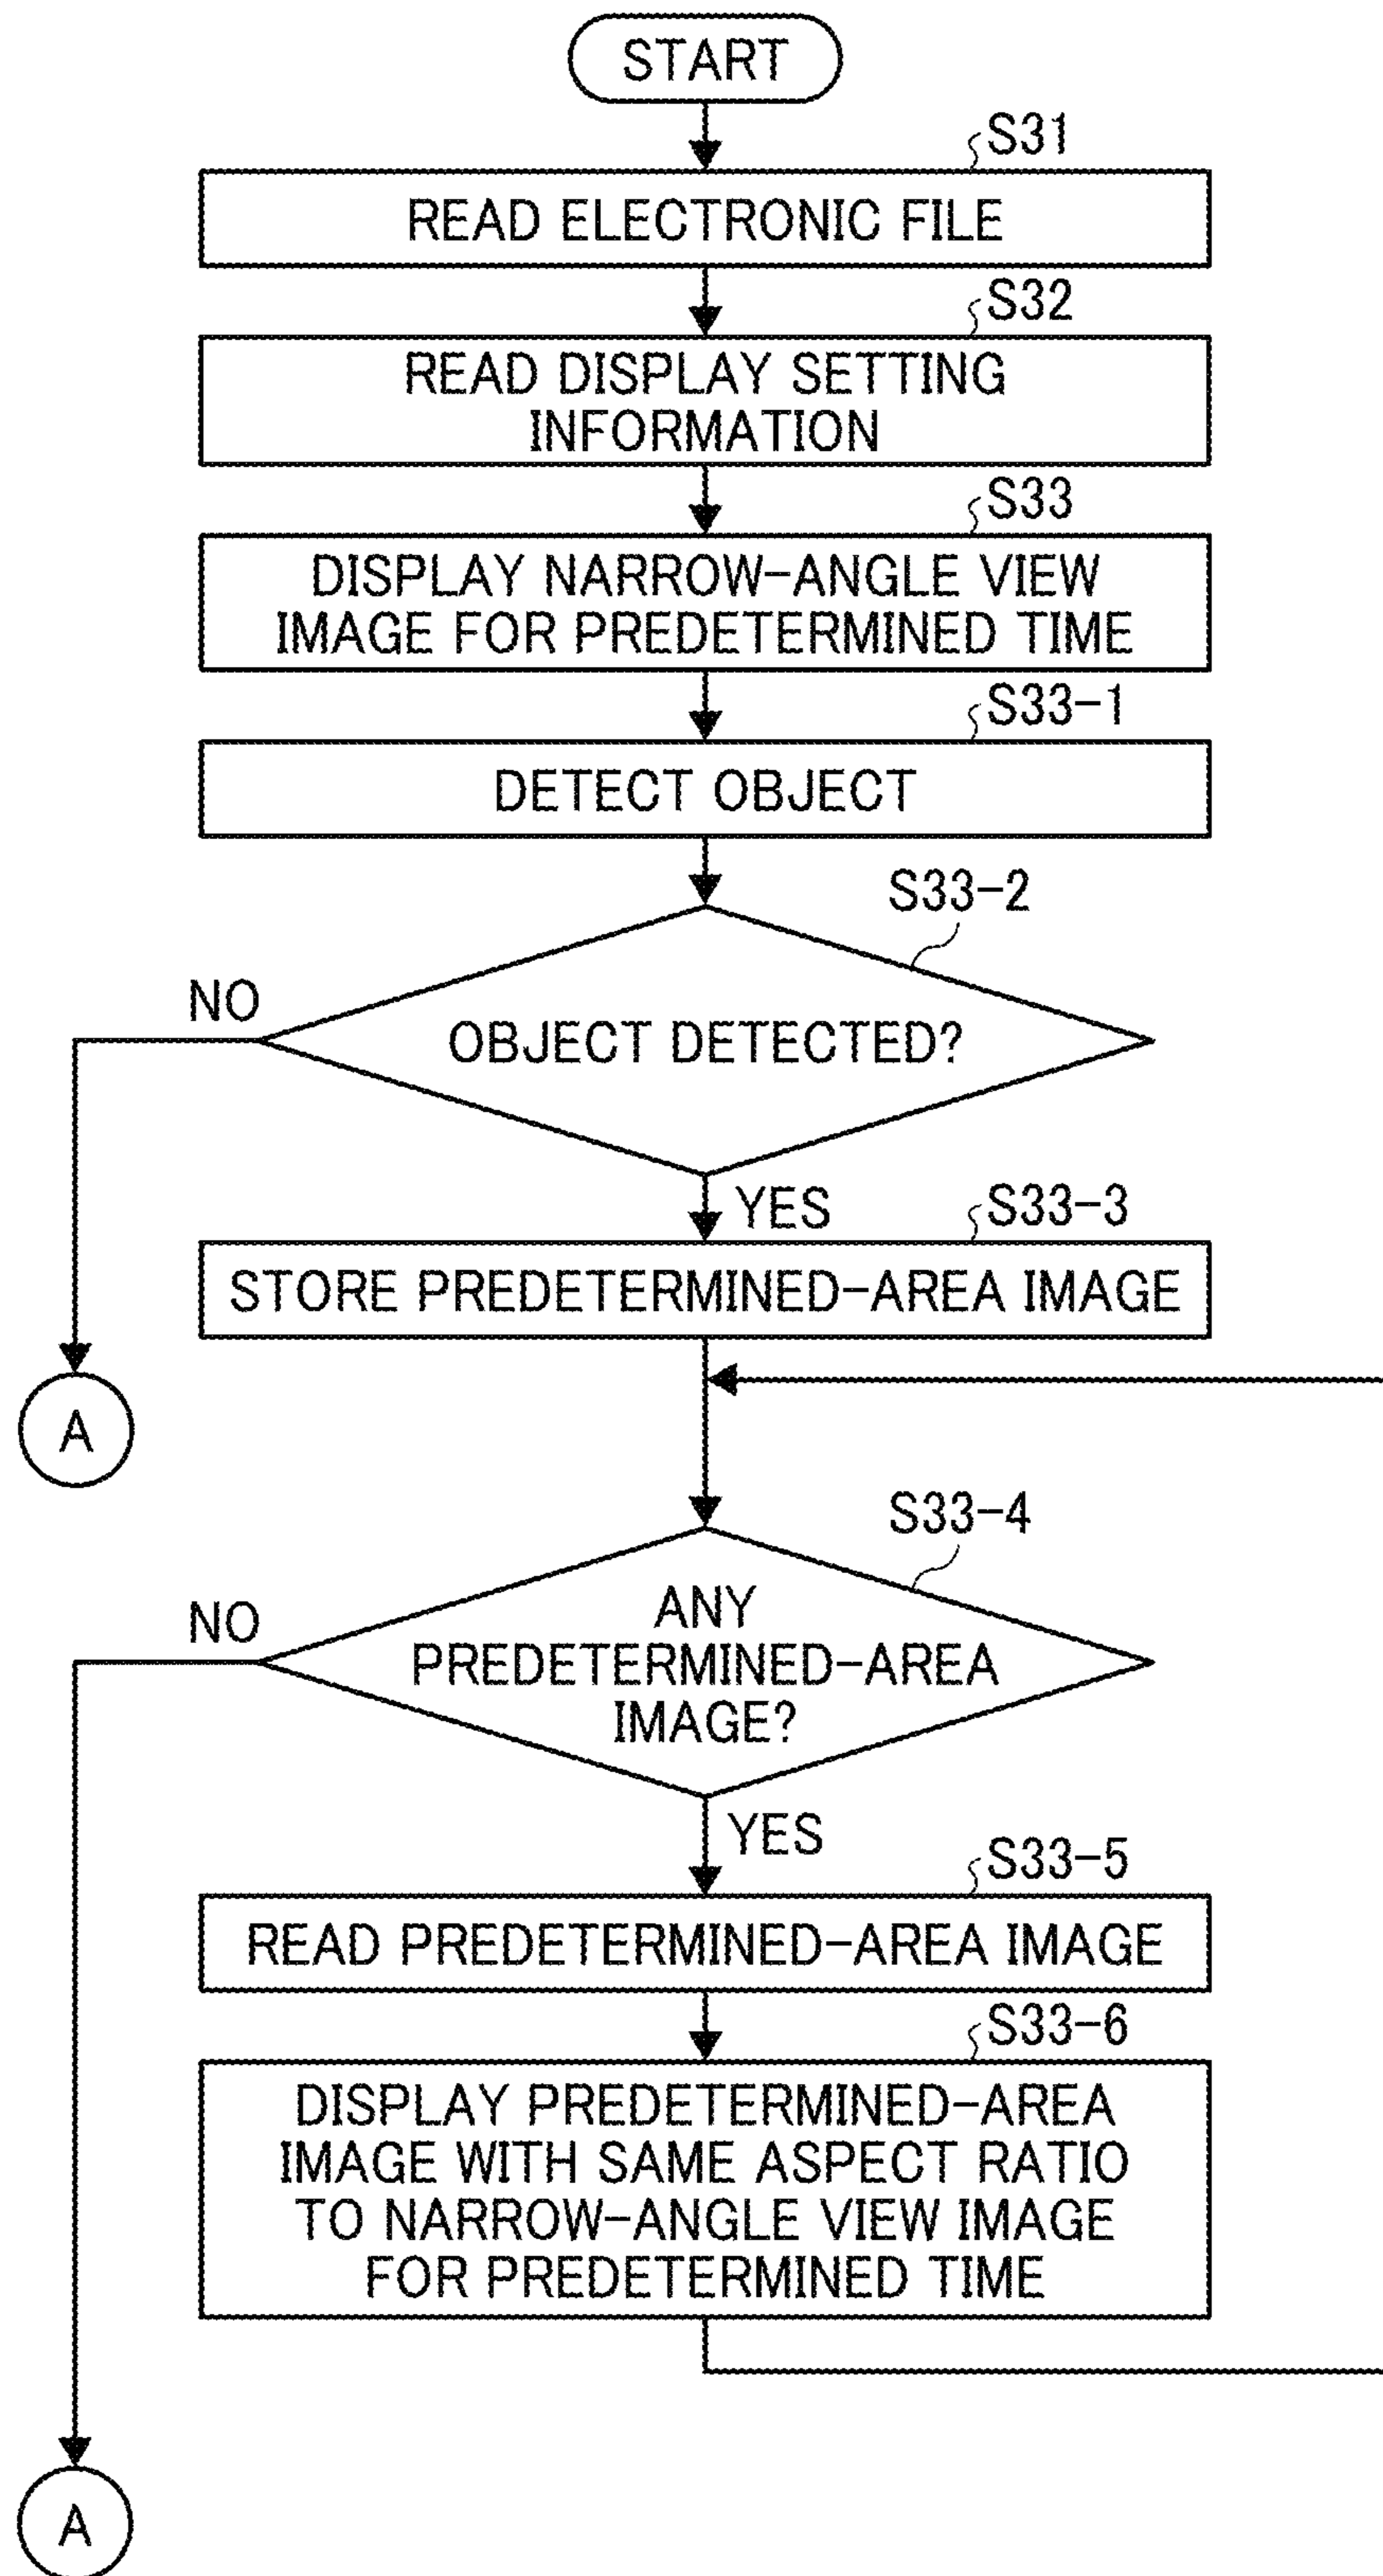 START
S31
READ ELECTRONIC FILE
S32
READ DISPLAY SETTING
INFORMATION
S33
DISPLAY NARROW-ANGLE VIEW
IMAGE FOR PREDETERMINED TIME
S33-1
DETECT OBJECT
S33-2
NO
OBJECT DETECTED?
YES
S33-3
STORE PREDETERMINED-AREA IMAGE
A
S33-4
NO
ANY
PREDETERMINED-AREA
IMAGE?
YES
S33-5
READ PREDETERMINED-AREA IMAGE
S33-6
DISPLAY PREDETERMINED-AREA
IMAGE WITH SAME ASPECT RATIO
TO NARROW-ANGLE VIEW IMAGE
FOR PREDETERMINED TIME
A